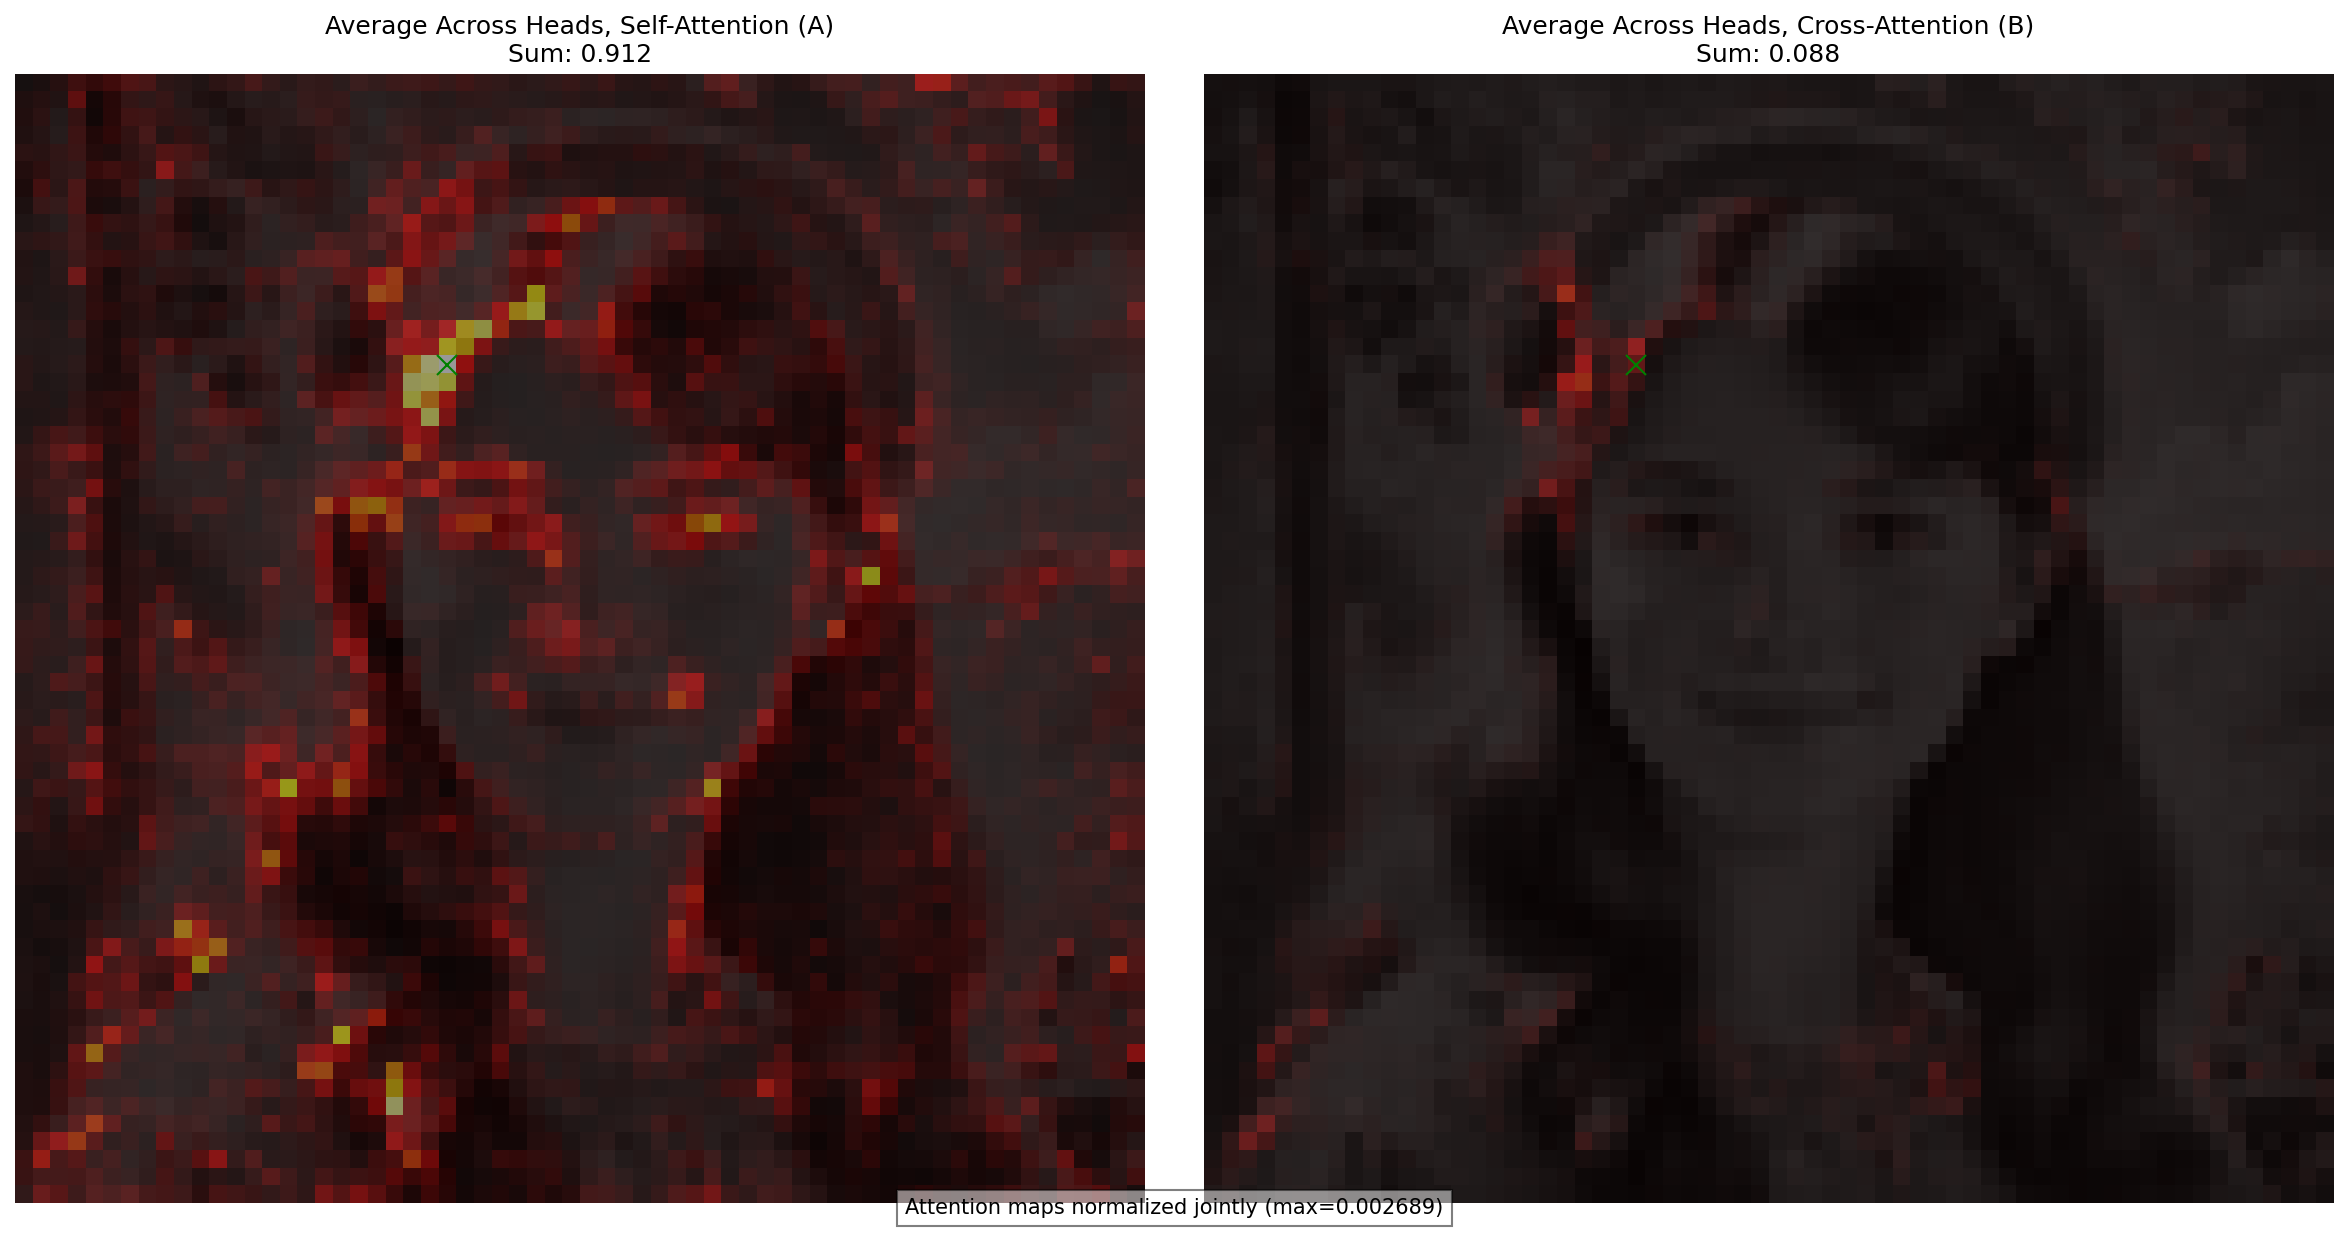 Average Across Heads, Self-Attention (A)
Sum: 0.912
Average Across Heads, Cross-Attention (B)
Sum: 0.088
Attention maps normalized jointly (max=0.002689)